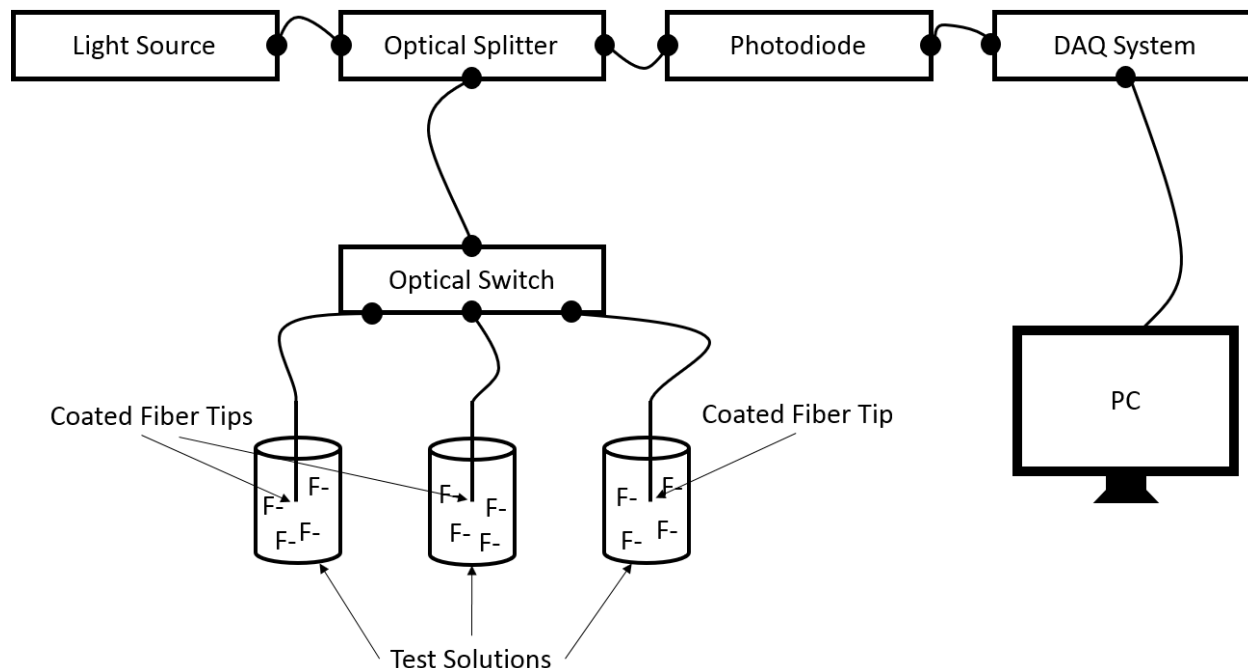 Light Source
Optical Splitter
Photodiode
DAQ System
Optical Switch
PC
Coated Fiber Tips
Coated Fiber Tip
F-
F-
F-
F-
F-
F-
F-
F-
F-
F-
F-
F-
Test Solutions